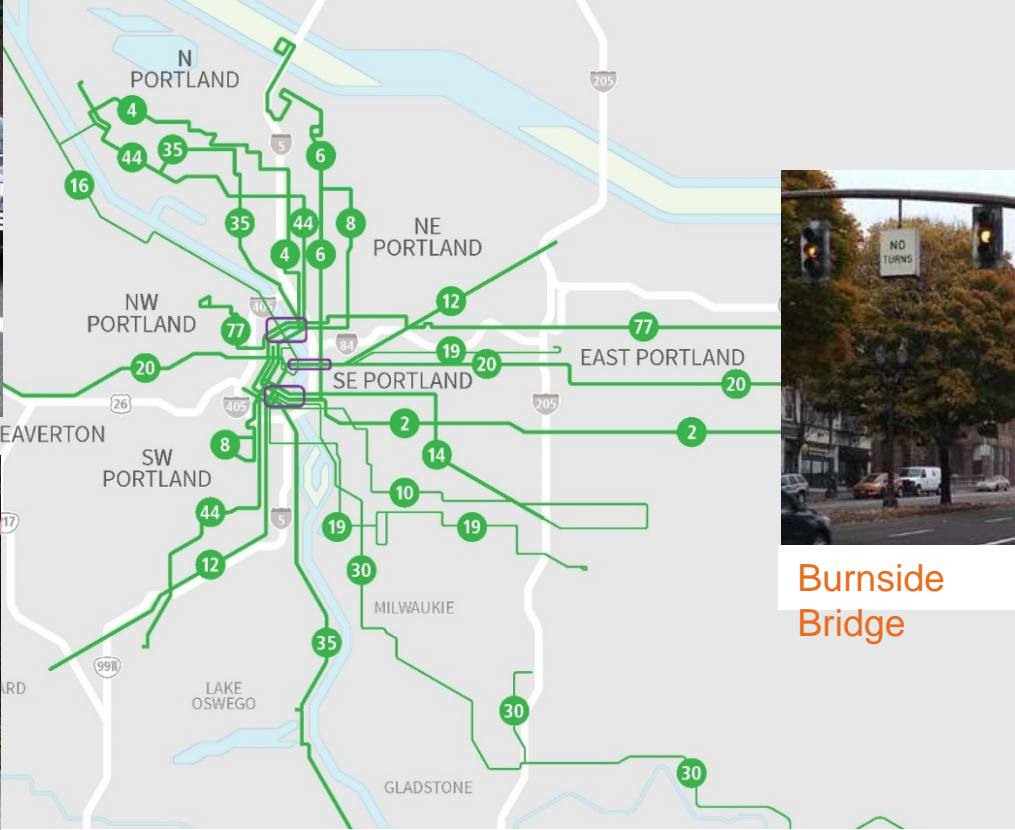 N
PORTLAND
205
4
5
44
35
6
16
35
44
8
NE
PORTLAND
4
6
12
NW
PORTLAND
405
77
77
84
19
20
EAST PORTLAND
20
SE PORTLAND
20
26
405
205
EAVERTON
2
2
8
14
SW
PORTLAND
10
44
5
217
19
19
12
30
MILWAUKIE
35
99W
ARD
LAKE
OSWEGO
30
30
GLADSTONE
NO
TURNS
Burnside
Bridge